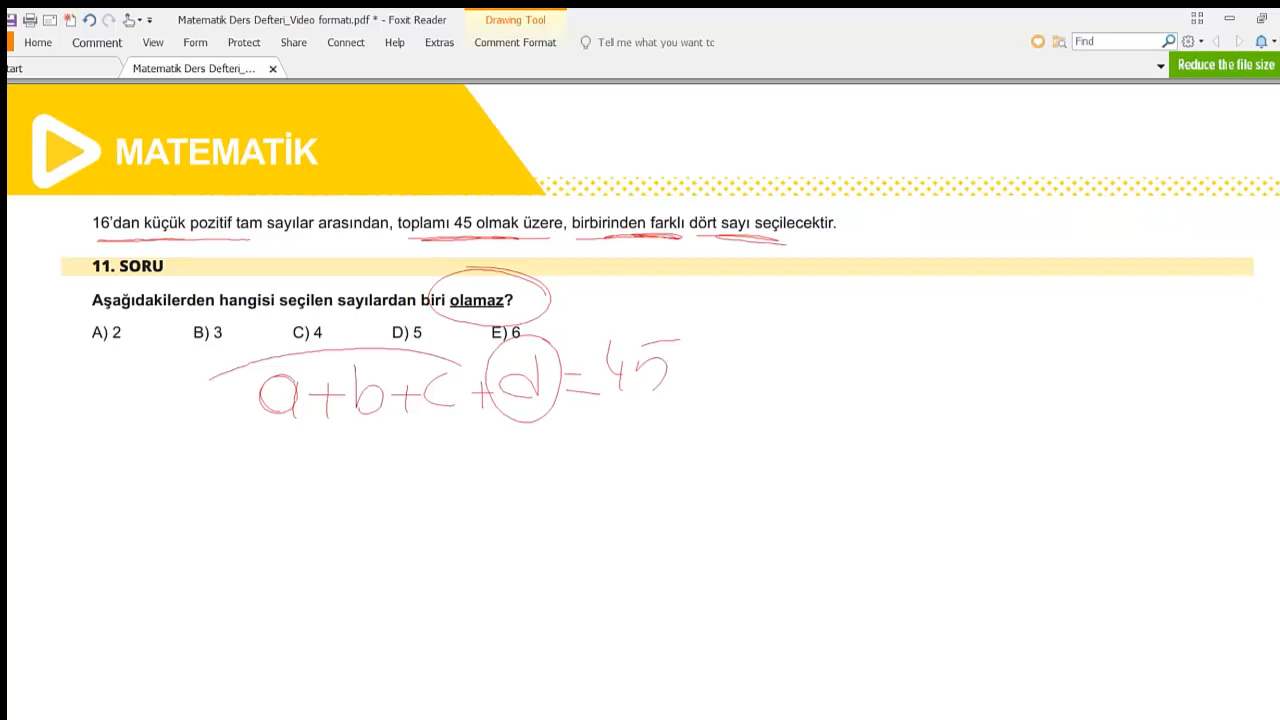 Matematik Ders Defteri_Video formatı.pdf * - Foxit Reader
Drawing Tool
Home Comment View Form Protect Share Connect Help Extras Comment Format Tell me what you want to Find
tart Matematik Ders Defteri_... Reduce the file size
MATEMATİK
16’dan küçük pozitif tam sayılar arasından, toplamı 45 olmak üzere, birbirinden farklı dört sayı seçilecektir.
11. SORU
Aşağıdakilerden hangisi seçilen sayılardan biri olamaz?
A) 2 B) 3 C) 4 D) 5 E) 6
a+b+c+d=45